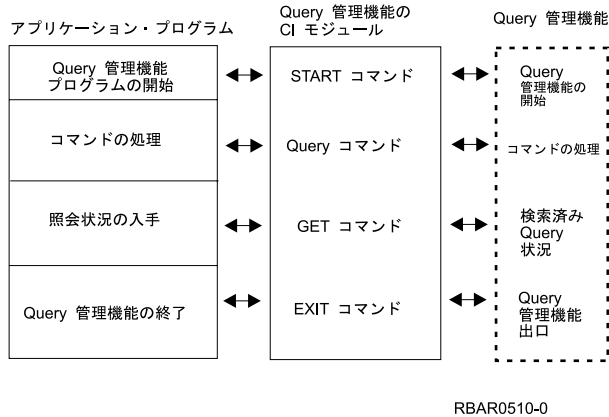 アプリケーション・プログラム
Query 管理機能の
CI モジュール
Query 管理機能
Query 管理機能
プログラムの開始
START コマンド
Query
管理機能の
開始
コマンドの処理
Query コマンド
コマンドの処理
照会状況の入手
GET コマンド
検索済み
Query
状況
Query 管理機能の終了
EXIT コマンド
Query
管理機能
出口
RBAR0510-0